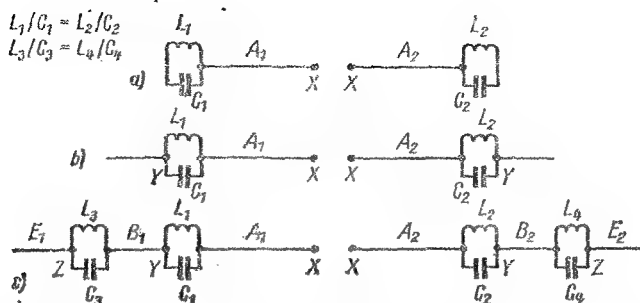 L₁/C₁ = L₂/C₂
L₃/C₃ = L₄/C₄
a) L₁ C₁ A₁ X X A₂ L₂ C₂
b) Y L₁ C₁ A₁ X X A₂ L₂ C₂ Y
c) E₁ Z L₃ C₃ B₁ Y L₁ C₁ A₁ X X A₂ L₂ C₂ Y B₂ L₄ C₄ Z E₂